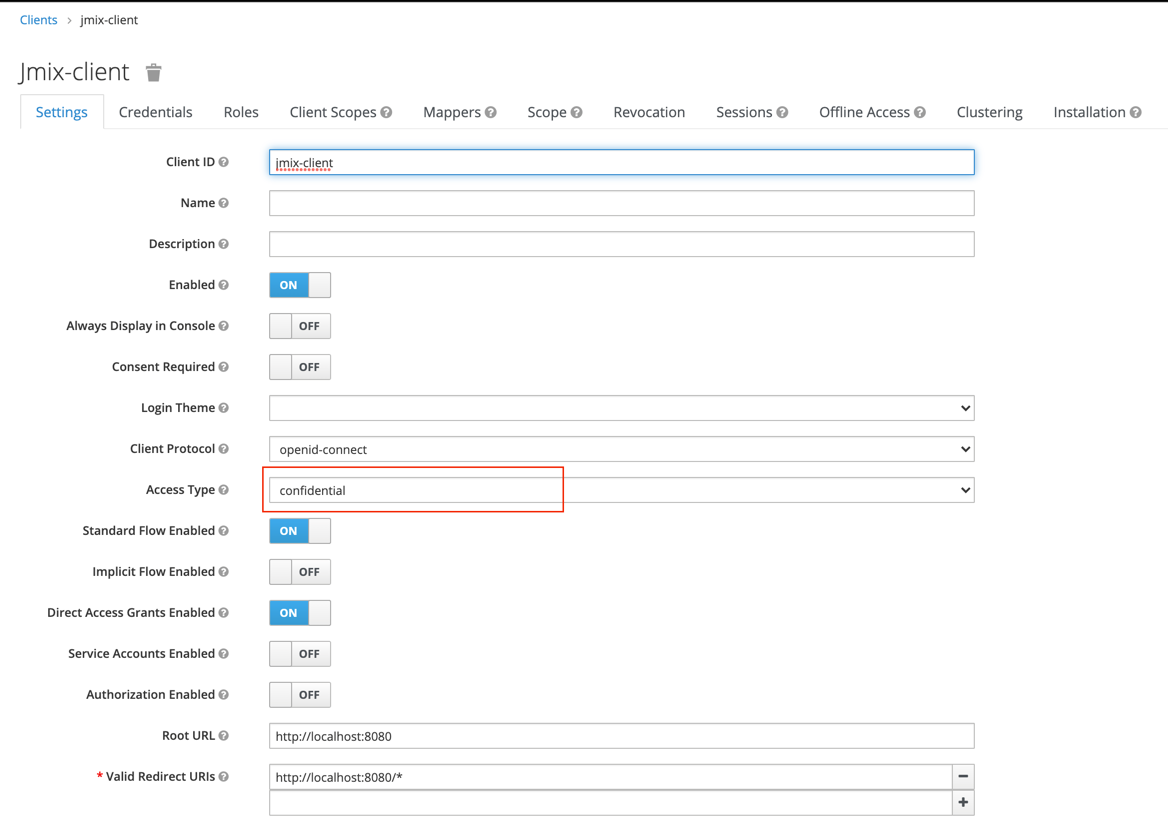 Clients > jmix-client
Jmix-client
Settings Credentials Roles Client Scopes Mappers Scope Revocation Sessions Offline Access Clustering Installation
Client ID jmix-client
Name
Description
Enabled ON
Always Display in Console OFF
Consent Required OFF
Login Theme
Client Protocol openid-connect
Access Type confidential
Standard Flow Enabled ON
Implicit Flow Enabled OFF
Direct Access Grants Enabled ON
Service Accounts Enabled OFF
Authorization Enabled OFF
Root URL http://localhost:8080
* Valid Redirect URIs http://localhost:8080/*